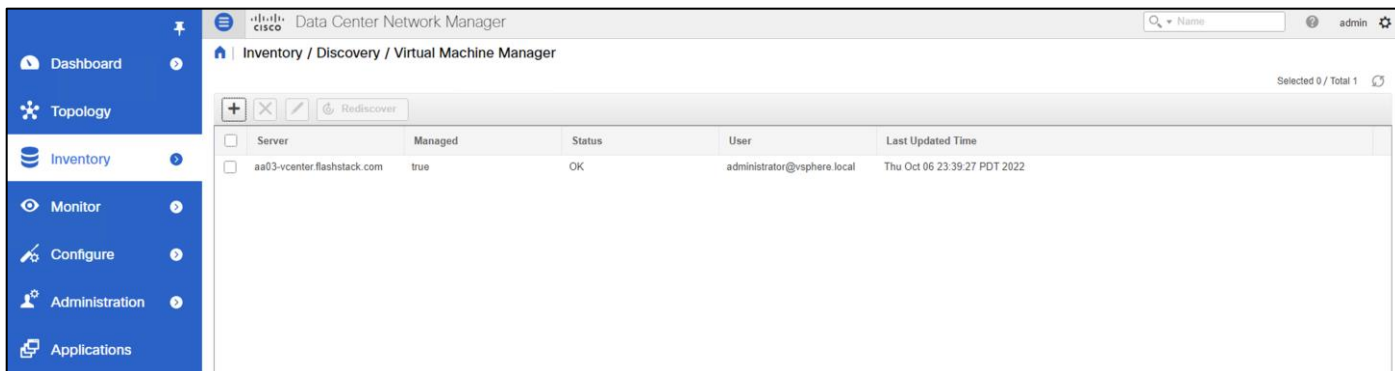 cisco Data Center Network Manager Name admin
Inventory / Discovery / Virtual Machine Manager
Selected 0 / Total 1
Rediscover
Server Managed Status User Last Updated Time
aa03-vcenter.flashstack.com true OK administrator@vsphere.local Thu Oct 06 23:39:27 PDT 2022
Dashboard
Topology
Inventory
Monitor
Configure
Administration
Applications